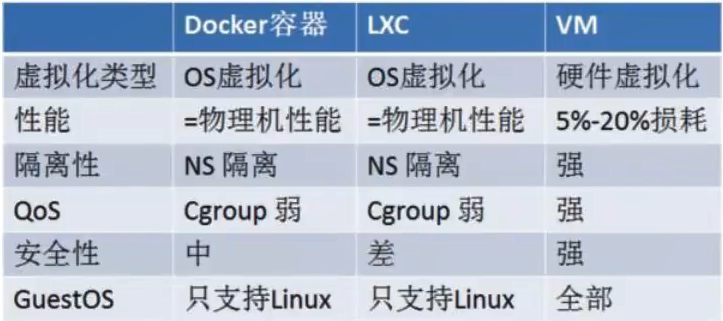 Docker容器 LXC VM
虚拟化类型 OS虚拟化 OS虚拟化 硬件虚拟化
性能 =物理机性能 =物理机性能 5%-20%损耗
隔离性 NS 隔离 NS 隔离 强
QoS Cgroup 弱 Cgroup 弱 强
安全性 中 差 强
GuestOS 只支持Linux 只支持Linux 全部